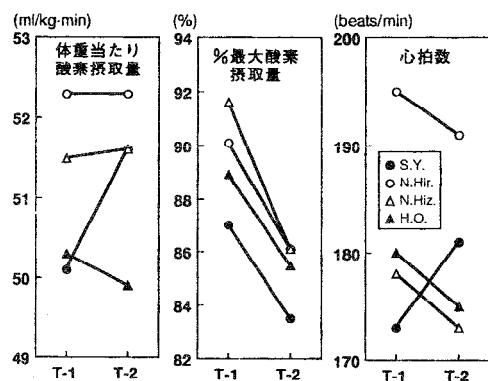 (ml/kg·min)
体重当たり
酸素摂取量
53
52
51
50
49
T-1 T-2
(%)
%最大酸素
摂取量
94
92
90
88
86
84
82
T-1 T-2
(beats/min)
心拍数
200
190
180
170
S.Y.
N.Hir.
N.Hiz.
H.O.
T-1 T-2